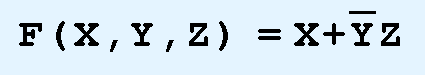 F(X,Y,Z) = X+Y̅Z